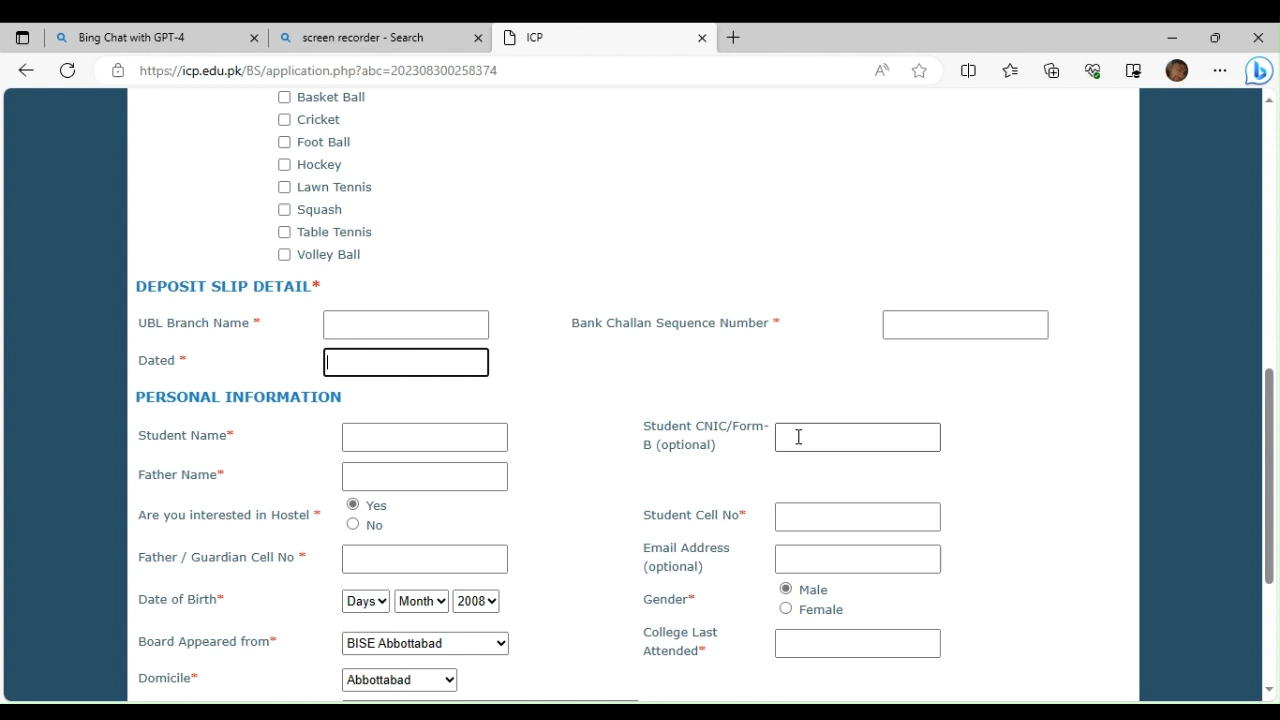 Bing Chat with GPT-4
screen recorder - Search
ICP
https://icp.edu.pk/BS/application.php?abc=202308300258374
Basket Ball
Cricket
Foot Ball
Hockey
Lawn Tennis
Squash
Table Tennis
Volley Ball
DEPOSIT SLIP DETAIL*
UBL Branch Name * Bank Challan Sequence Number *
Dated *
PERSONAL INFORMATION
Student Name* Student CNIC/Form-
B (optional)
Father Name*
Are you interested in Hostel * Yes
No
Student Cell No*
Father / Guardian Cell No * Email Address
(optional)
Date of Birth* Days Month 2008 Gender* Male
Female
Board Appeared from* BISE Abbottabad College Last
Attended*
Domicile* Abbottabad